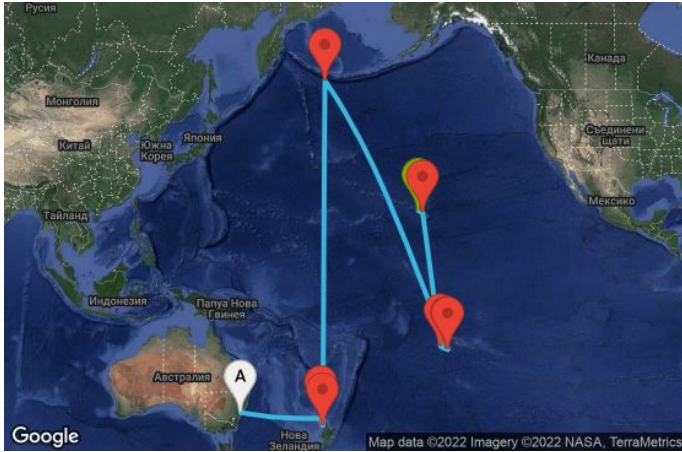 Русия
Канада
Монголия
Япония
Китай
Южна
Корея
Съединени
щати
Мексико
Тайланд
Индонезия
Папуа Нова
Гвинея
Австралия
A
Нова
Зеландия
Google
Map data ©2022 Imagery ©2022 NASA, TerraMetrics